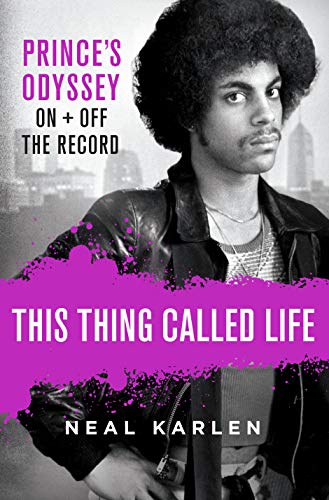 PRINCE'S
ODYSSEY
ON + OFF
THE RECORD
THIS THING CALLED LIFE
NEAL KARLEN